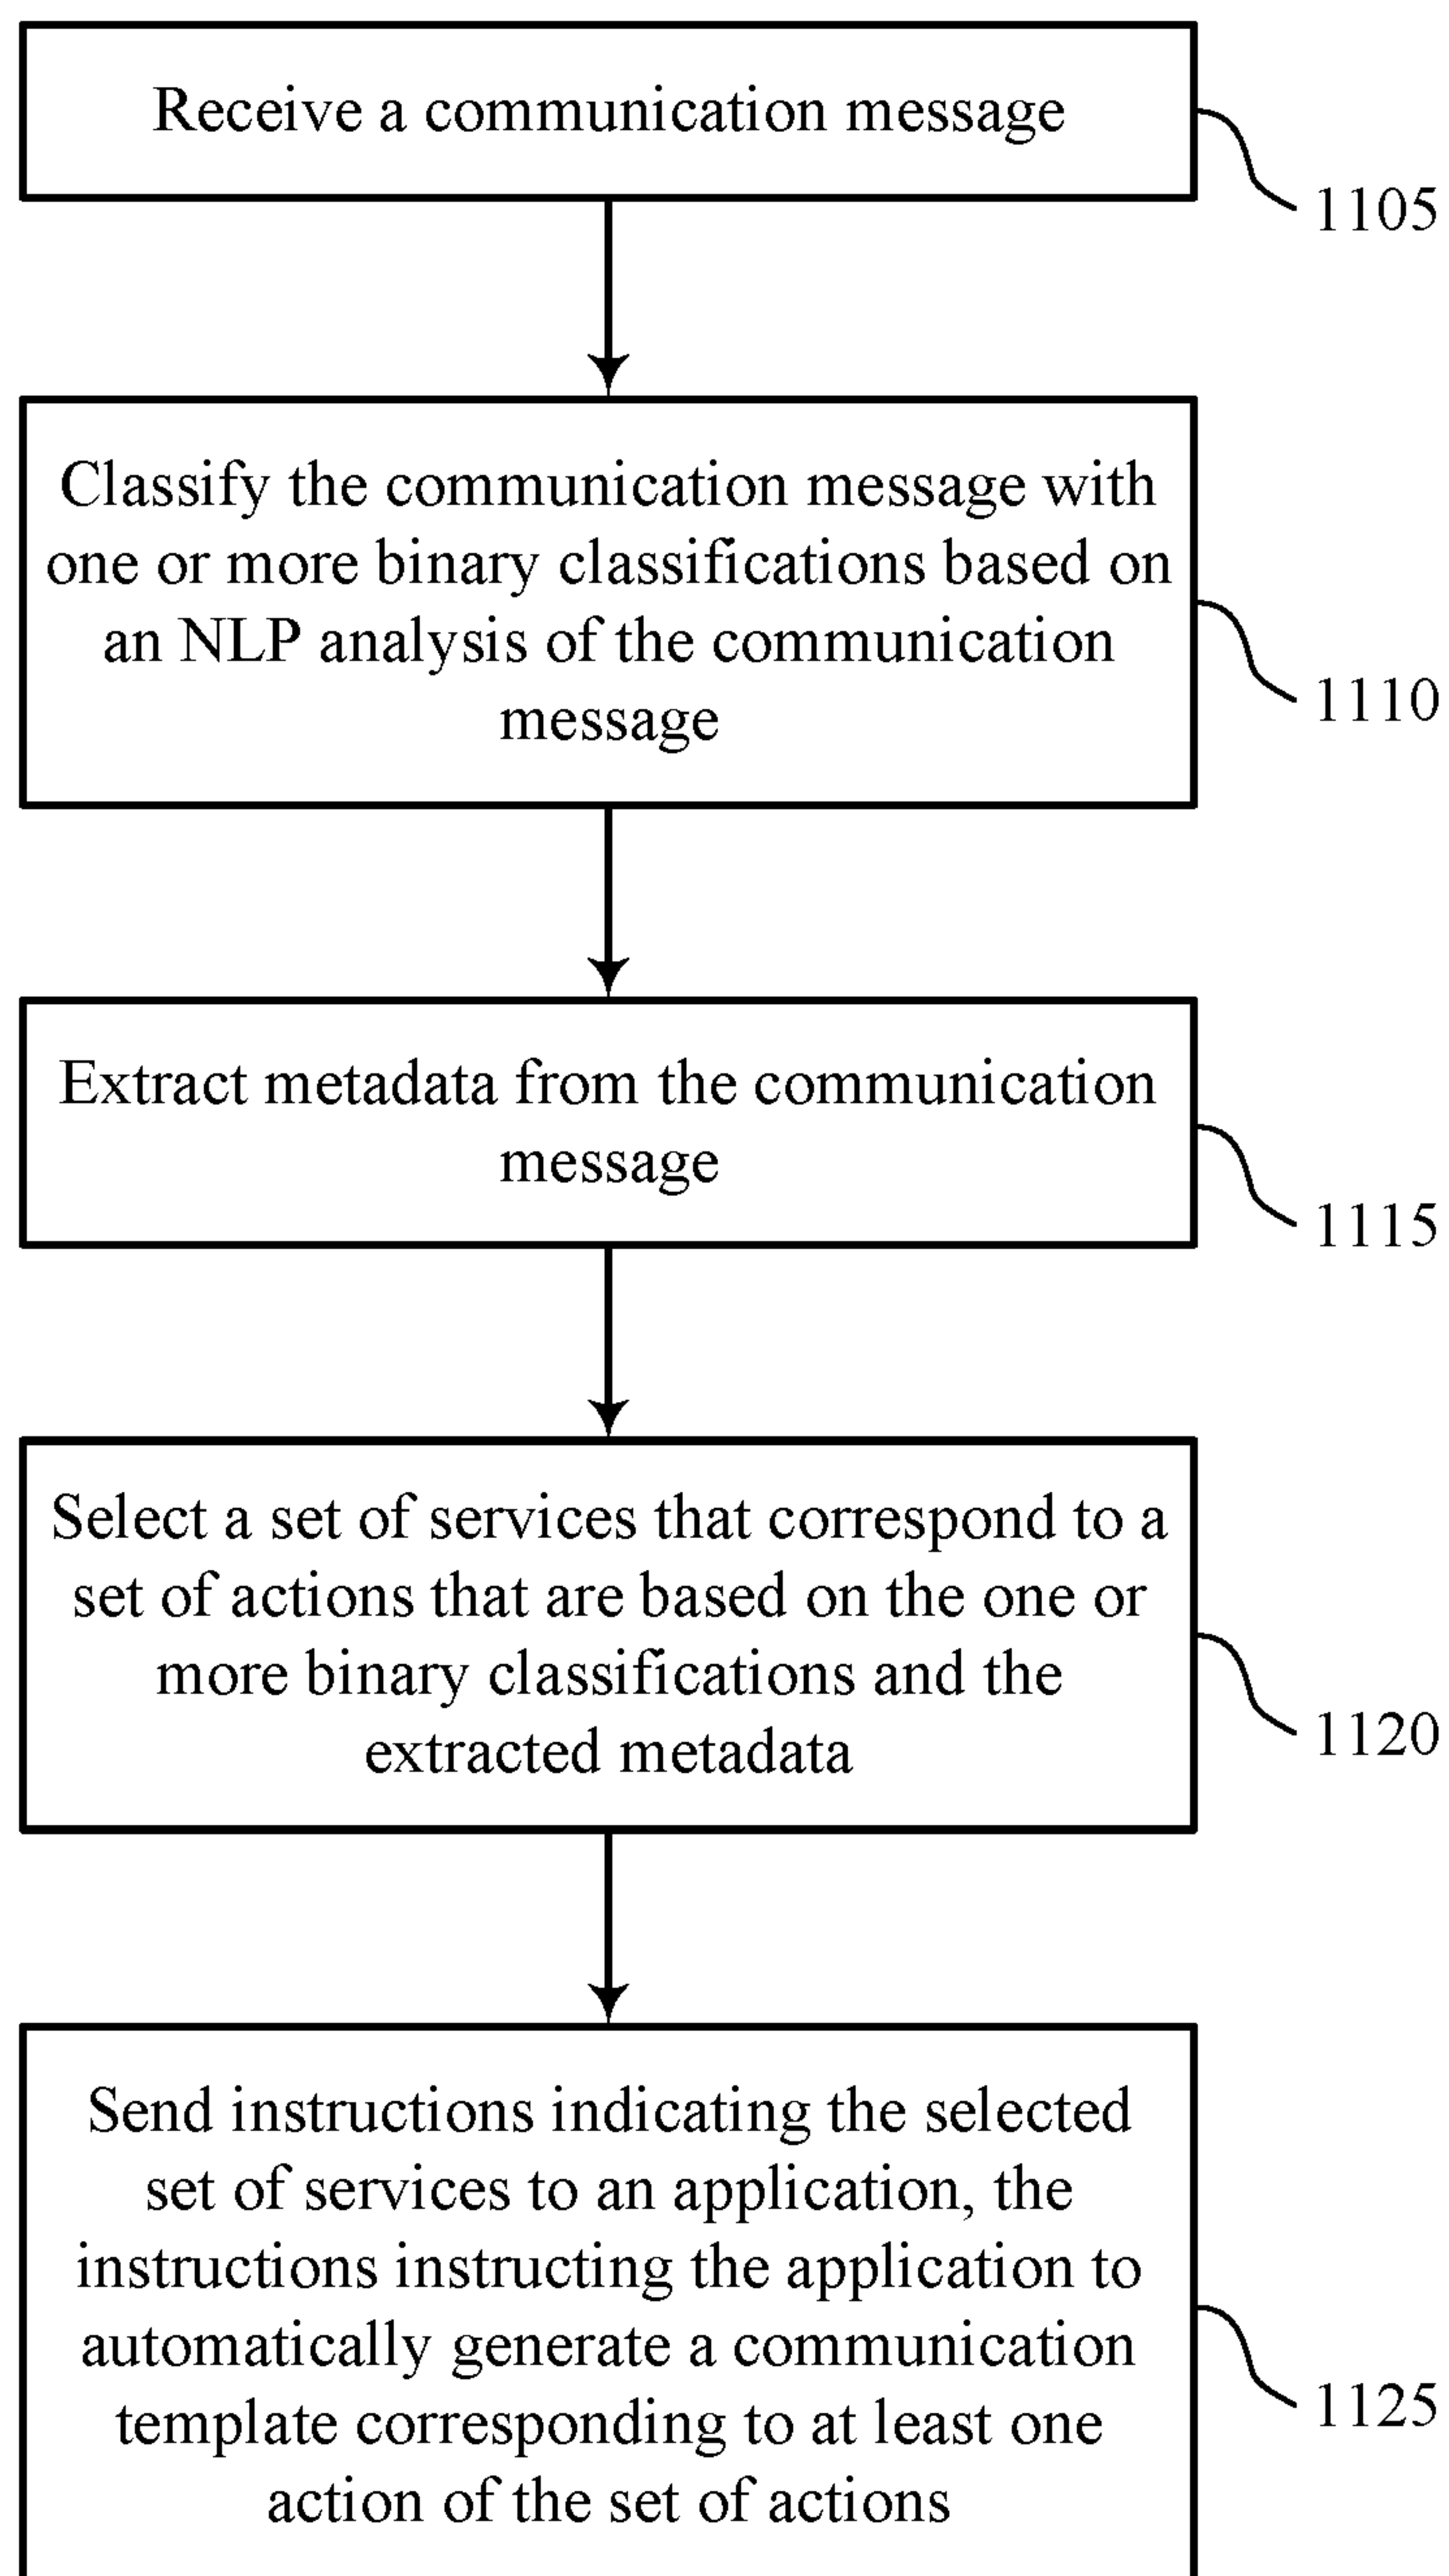 Receive a communication message
1105
Classify the communication message with
one or more binary classifications based on
an NLP analysis of the communication
message
1110
Extract metadata from the communication
message
1115
Select a set of services that correspond to a
set of actions that are based on the one or
more binary classifications and the
extracted metadata
1120
Send instructions indicating the selected
set of services to an application, the
instructions instructing the application to
automatically generate a communication
template corresponding to at least one
action of the set of actions
1125